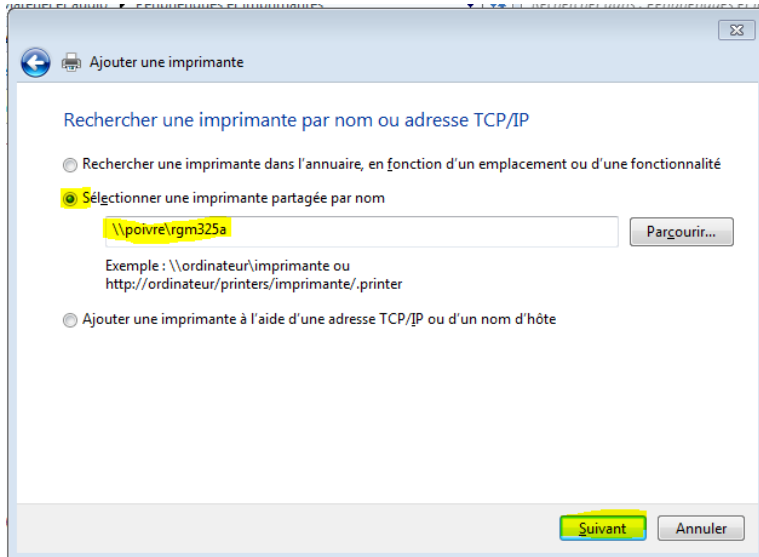 Ajouter une imprimante
Rechercher une imprimante par nom ou adresse TCP/IP
Rechercher une imprimante dans l'annuaire, en fonction d'un emplacement ou d'une fonctionnalité
Sélectionner une imprimante partagée par nom
\\poivre\rgm325a
Parcourir...
Exemple : \\ordinateur\imprimante ou
http://ordinateur/printers/imprimante/.printer
Ajouter une imprimante à l'aide d'une adresse TCP/IP ou d'un nom d'hôte
Suivant Annuler